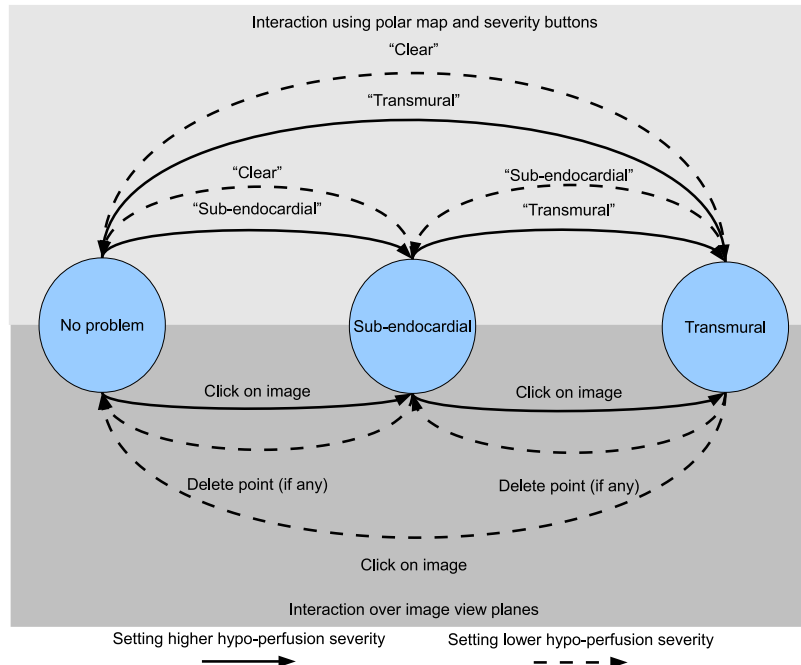 Interaction using polar map and severity buttons
“Clear”
“Transmural”
“Clear”
“Sub-endocardial”
“Sub-endocardial”
“Transmural”
No problem
Sub-endocardial
Transmural
Click on image
Click on image
Delete point (if any)
Delete point (if any)
Click on image
Interaction over image view planes
Setting higher hypo-perfusion severity
Setting lower hypo-perfusion severity